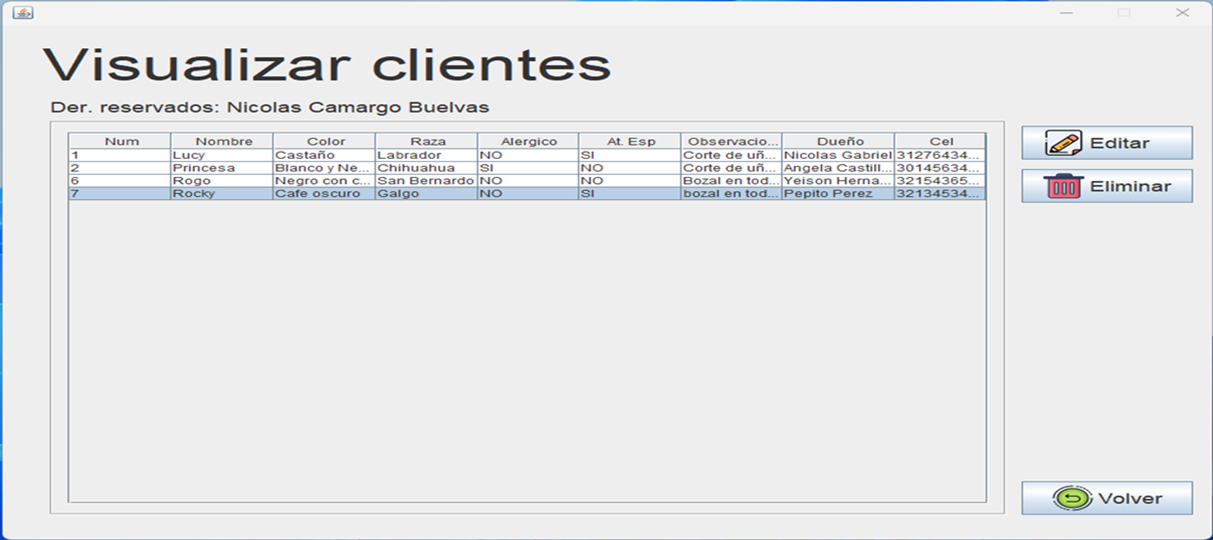 Visualizar clientes
Der. reservados: Nicolas Camargo Buelvas
Num Nombre Color Raza Alergico At. Esp Observacio... Dueño Cel
1 Lucy Castaño Labrador NO SI Corte de uñ... Nicolas Gabriel 31276434...
2 Princesa Blanco y Ne... Chihuahua SI NO Corte de uñ... Angela Castill... 30145634...
6 Rogo Negro con c... San Bernardo NO NO Bozal en tod... Yeison Herna... 32154365...
7 Rocky Cafe oscuro Galgo NO SI bozal en tod... Pepito Perez 32134534...
Editar
Eliminar
Volver